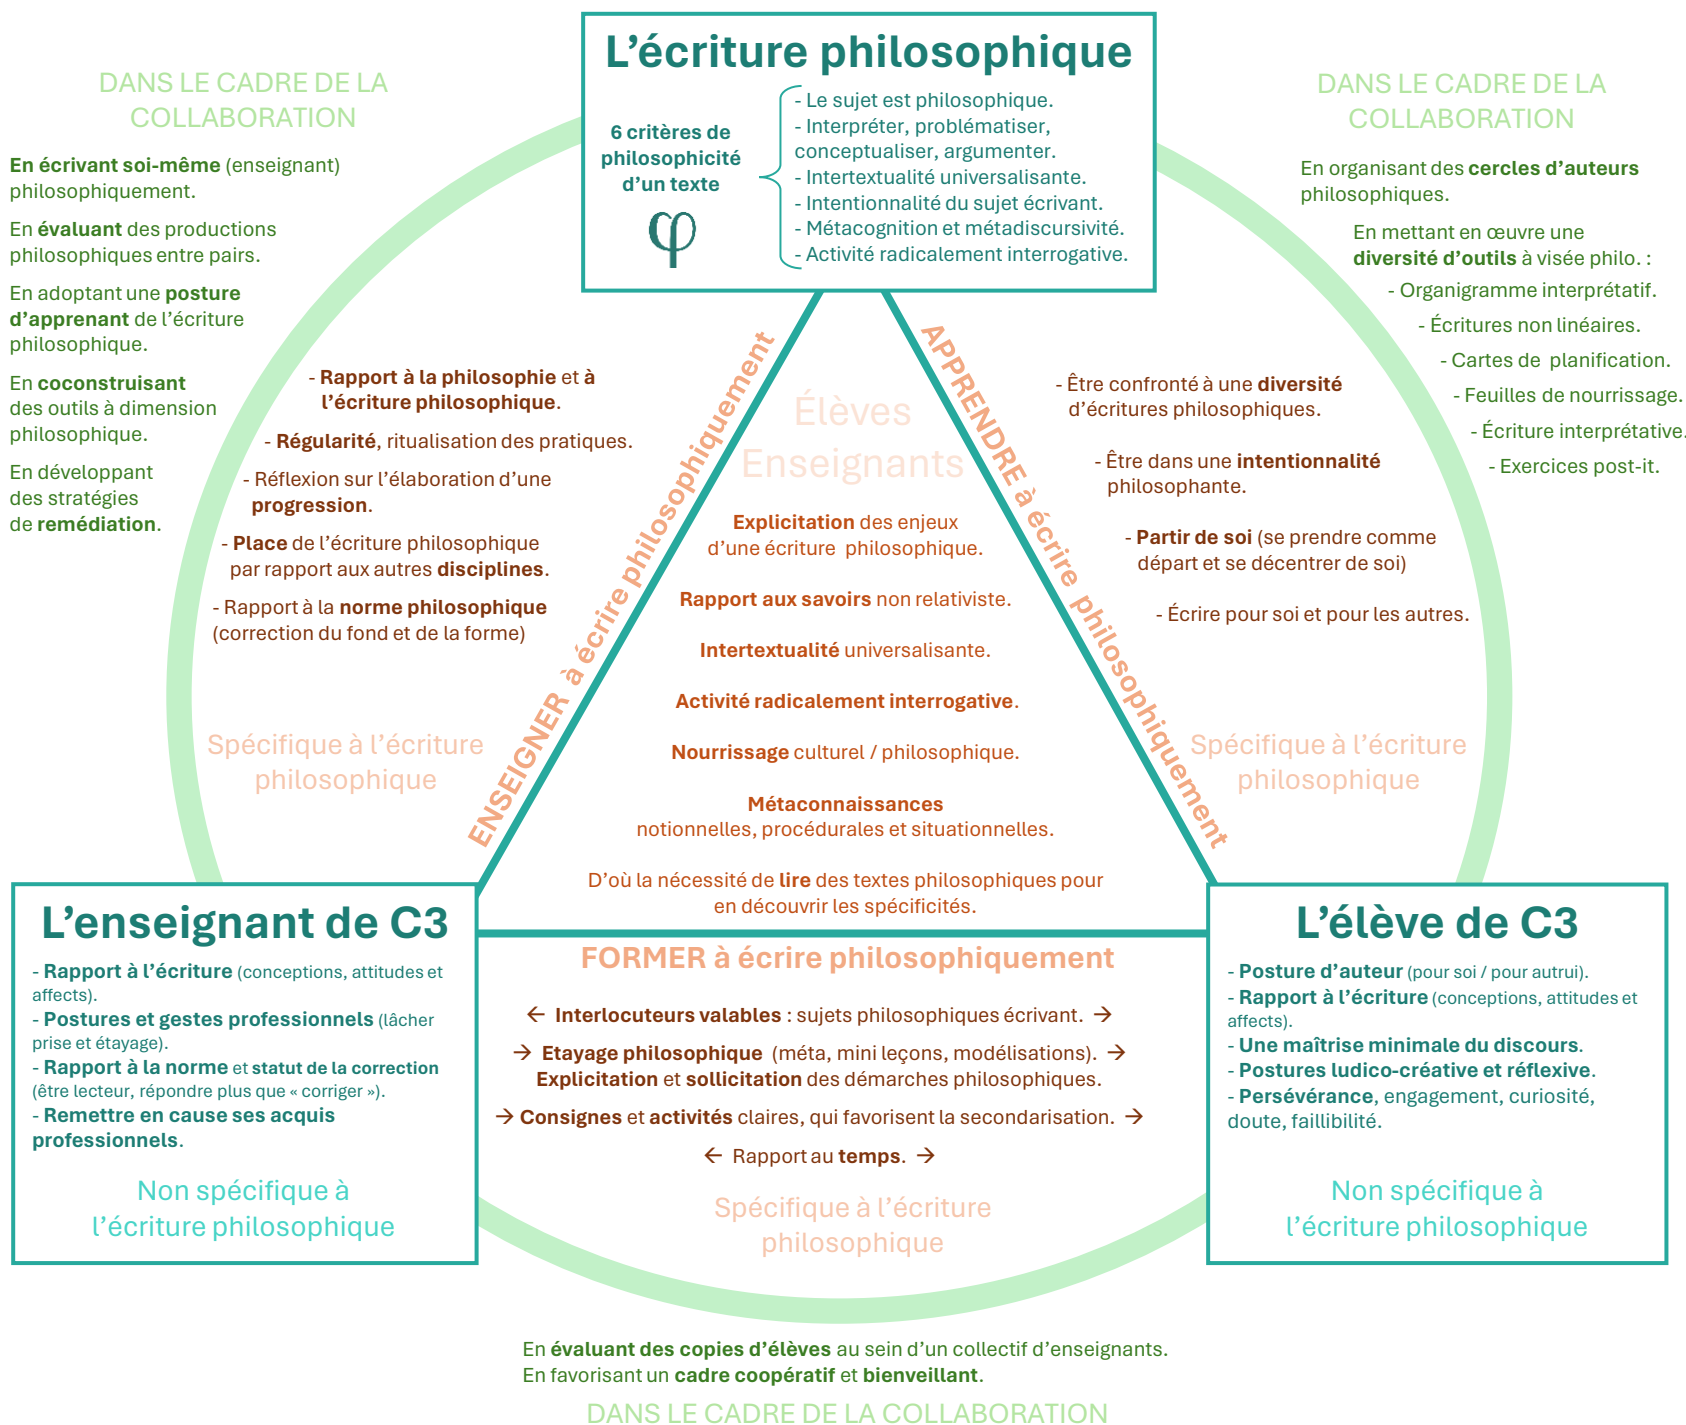 L’écriture philosophique
6 critères de
philosophicité
d’un texte
φ
- Le sujet est philosophique.
- Interpréter, problématiser,
conceptualiser, argumenter.
- Intertextualité universalisante.
- Intentionnalité du sujet écrivant.
- Métacognition et métadiscursivité.
- Activité radicalement interrogative.
DANS LE CADRE DE LA
COLLABORATION
En écrivant soi-même (enseignant)
philosophiquement.
En évaluant des productions
philosophiques entre pairs.
En adoptant une posture
d’apprenant de l’écriture
philosophique.
En coconstruisant
des outils à dimension
philosophique.
En développant
des stratégies
de remédiation.
DANS LE CADRE DE LA
COLLABORATION
En organisant des cercles d’auteurs
philosophiques.
En mettant en œuvre une
diversité d’outils à visée philo. :
- Organigramme interprétatif.
- Écritures non linéaires.
- Cartes de planification.
- Feuilles de nourrissage.
- Écriture interprétative.
- Exercices post-it.
- Rapport à la philosophie et à
l’écriture philosophique.
- Régularité, ritualisation des pratiques.
- Réflexion sur l’élaboration d’une
progression.
- Place de l’écriture philosophique
par rapport aux autres disciplines.
- Rapport à la norme philosophique
(correction du fond et de la forme)
Spécifique à l’écriture
philosophique
ENSEIGNER à écrire philosophiquement
Élèves
Enseignants
Explicitation des enjeux
d’une écriture philosophique.
Rapport aux savoirs non relativiste.
Intertextualité universalisante.
Activité radicalement interrogative.
Nourrissage culturel / philosophique.
Métaconnaissances
notionnelles, procédurales et situationnelles.
D’où la nécessité de lire des textes philosophiques pour
en découvrir les spécificités.
APPRENDRE à écrire philosophiquement
- Être confronté à une diversité
d’écritures philosophiques.
- Être dans une intentionnalité
philosophante.
- Partir de soi (se prendre comme
départ et se décentrer de soi)
- Écrire pour soi et pour les autres.
Spécifique à l’écriture
philosophique
L’enseignant de C3
- Rapport à l’écriture (conceptions, attitudes et
affects).
- Postures et gestes professionnels (lâcher
prise et étayage).
- Rapport à la norme et statut de la correction
(être lecteur, répondre plus que « corriger »).
- Remettre en cause ses acquis
professionnels.
Non spécifique à
l’écriture philosophique
FORMER à écrire philosophiquement
← Interlocuteurs valables : sujets philosophiques écrivant. →
→ Etayage philosophique (méta, mini leçons, modélisations). →
Explicitation et sollicitation des démarches philosophiques.
→ Consignes et activités claires, qui favorisent la secondarisation. →
← Rapport au temps. →
Spécifique à l’écriture
philosophique
L’élève de C3
- Posture d’auteur (pour soi / pour autrui).
- Rapport à l’écriture (conceptions, attitudes et
affects).
- Une maîtrise minimale du discours.
- Postures ludico-créative et réflexive.
- Persévérance, engagement, curiosité,
doute, faillibilité.
Non spécifique à
l’écriture philosophique
En évaluant des copies d’élèves au sein d’un collectif d’enseignants.
En favorisant un cadre coopératif et bienveillant.
DANS LE CADRE DE LA COLLABORATION